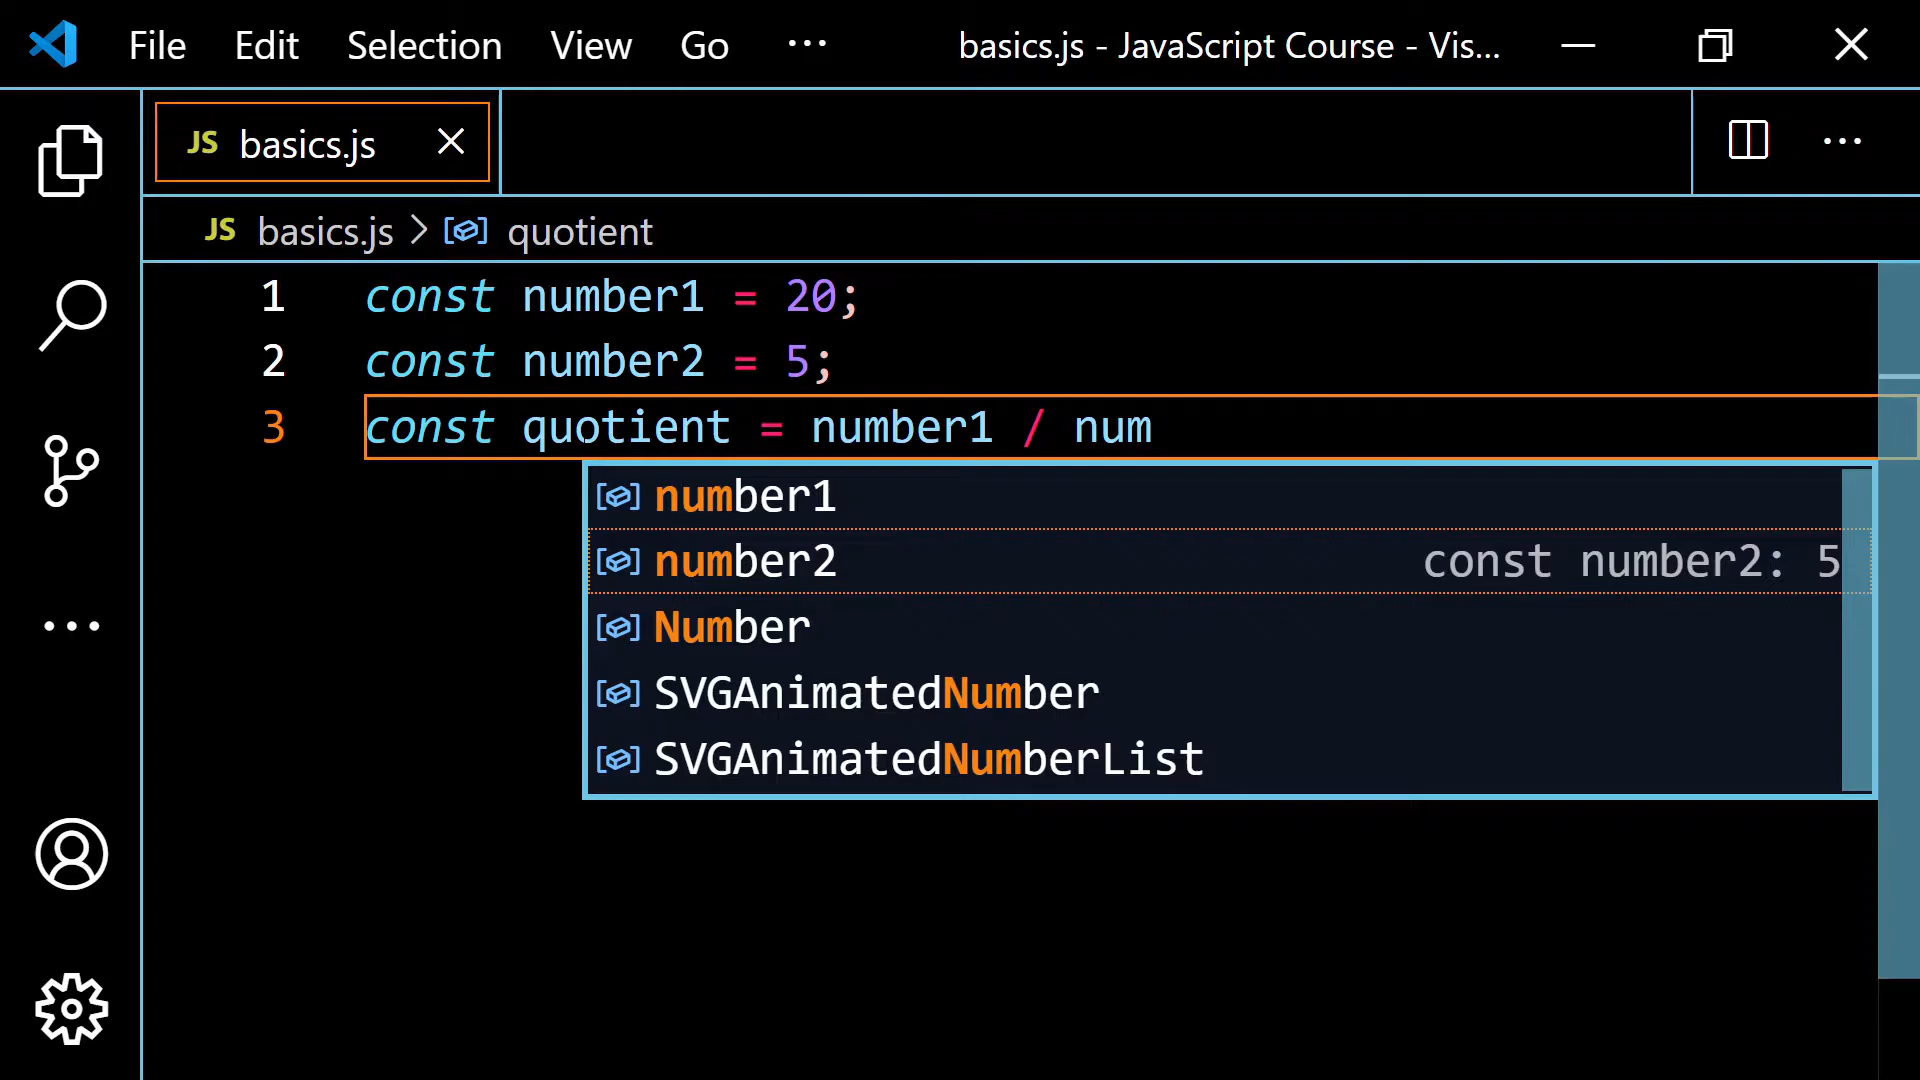 File Edit Selection View Go ··· basics.js - JavaScript Course - Vis...
JS basics.js
JS basics.js > quotient
1 const number1 = 20;
2 const number2 = 5;
3 const quotient = number1 / num
number1
number2 const number2: 5
Number
SVGAnimatedNumber
SVGAnimatedNumberList